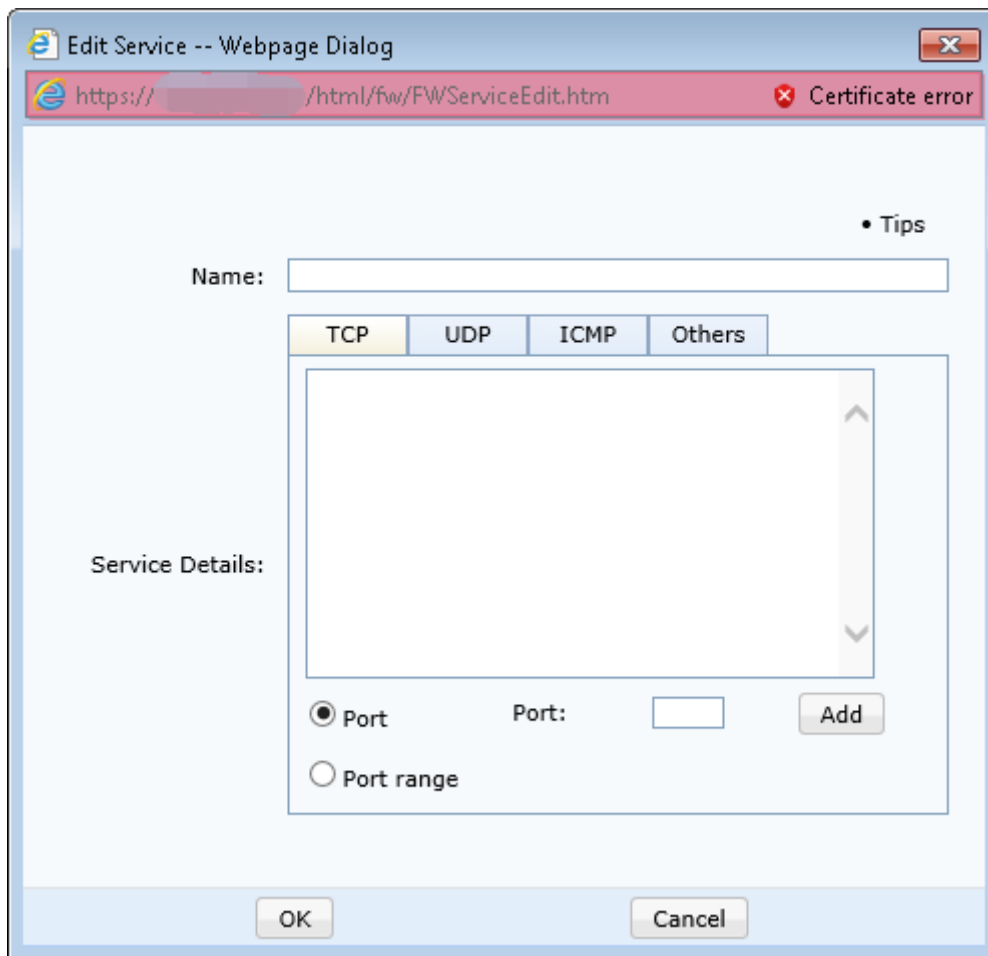 Edit Service -- Webpage Dialog
https:// /html/fw/FWServiceEdit.htm Certificate error
• Tips
Name:
TCP UDP ICMP Others
Service Details:
Port Port: Add
Port range
OK Cancel